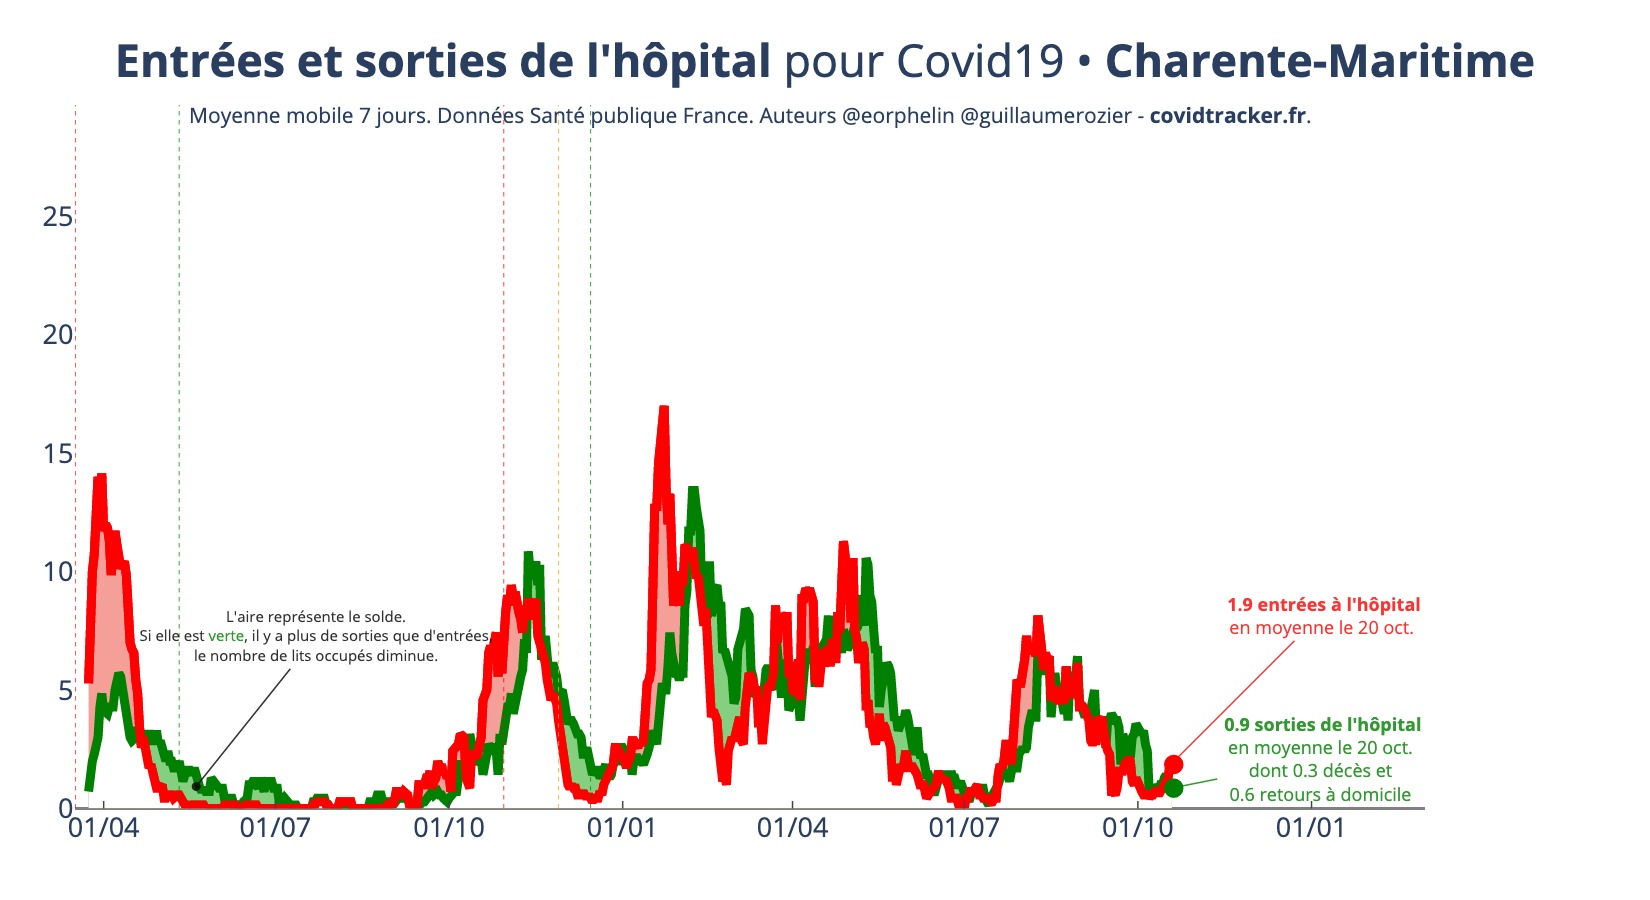 Entrées et sorties de l'hôpital pour Covid19 • Charente-Maritime
Moyenne mobile 7 jours. Données Santé publique France. Auteurs @eorphelin @guillaumerozier - covidtracker.fr.
25
20
15
10
5
0
L'aire représente le solde.
Si elle est verte, il y a plus de sorties que d'entrées,
le nombre de lits occupés diminue.
1.9 entrées à l'hôpital
en moyenne le 20 oct.
0.9 sorties de l'hôpital
en moyenne le 20 oct.
dont 0.3 décès et
0.6 retours à domicile
01/04 01/07 01/10 01/01 01/04 01/07 01/10 01/01